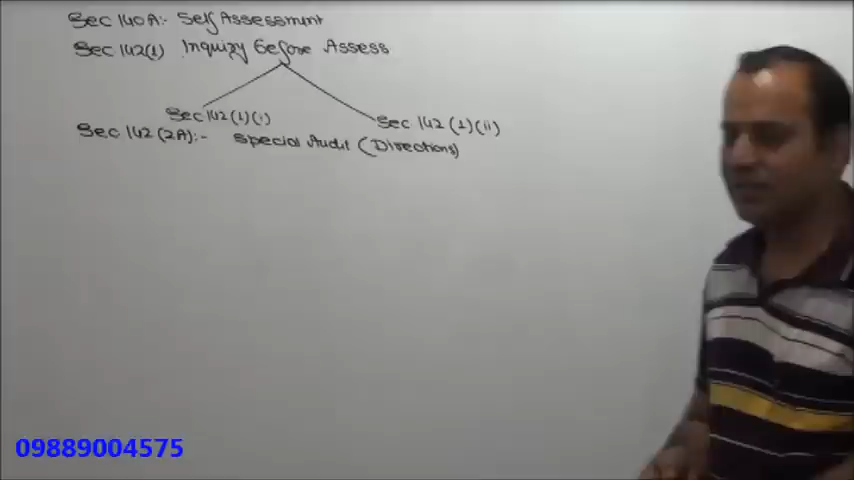 Sec 140A:- Self Assessment
Sec 142(1) Inquiry Before Assess
Sec 142(1)(i) Sec 142(1)(ii)
Sec 142(2A):- Special Audit (Directions)
09889004575